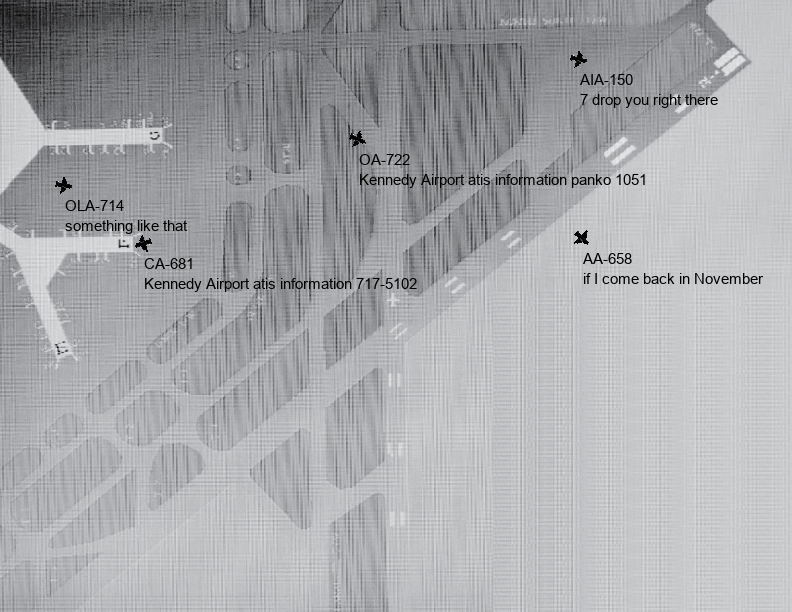 AIA-150
7 drop you right there
OA-722
Kennedy Airport atis information panko 1051
OLA-714
something like that
CA-681
Kennedy Airport atis information 717-5102
AA-658
if I come back in November